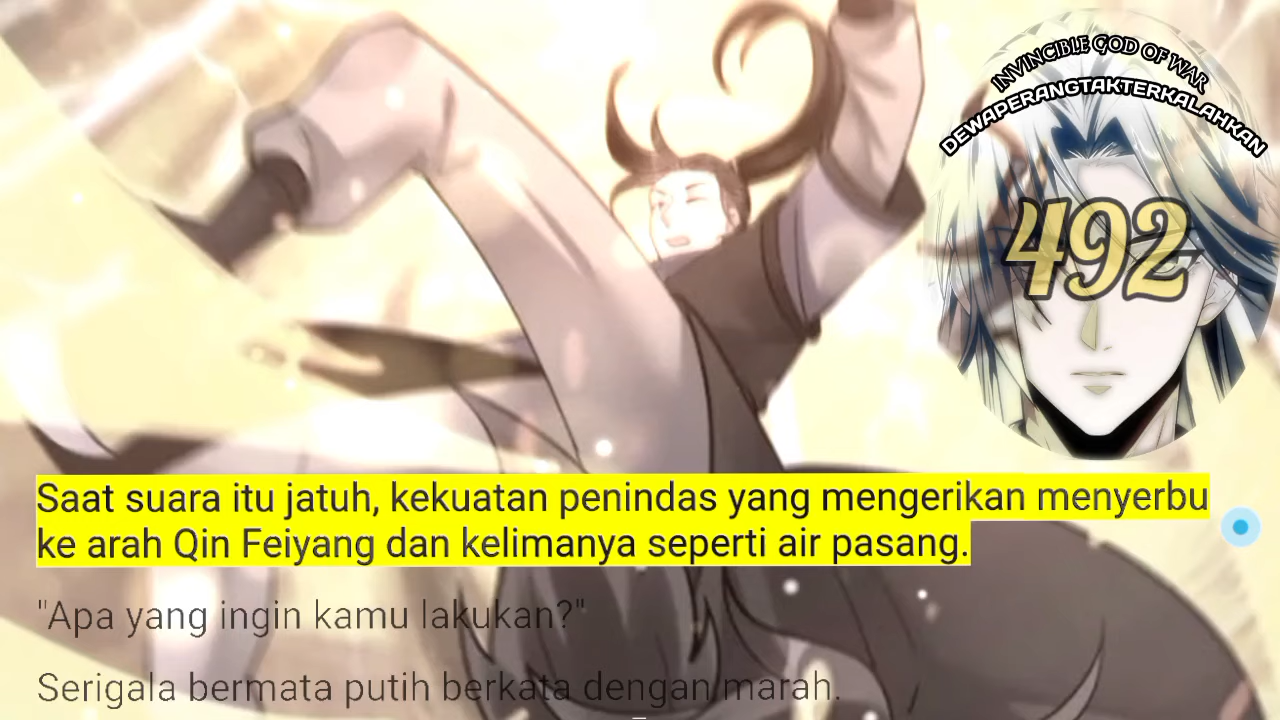 INVINCIBLE GOD OF WAR
DEWAPERANGTAKTERKALAHKAN
492
Saat suara itu jatuh, kekuatan penindas yang mengerikan menyerbu
ke arah Qin Feiyang dan kelimanya seperti air pasang.
"Apa yang ingin kamu lakukan?"
Serigala bermata putih berkata dengan marah.